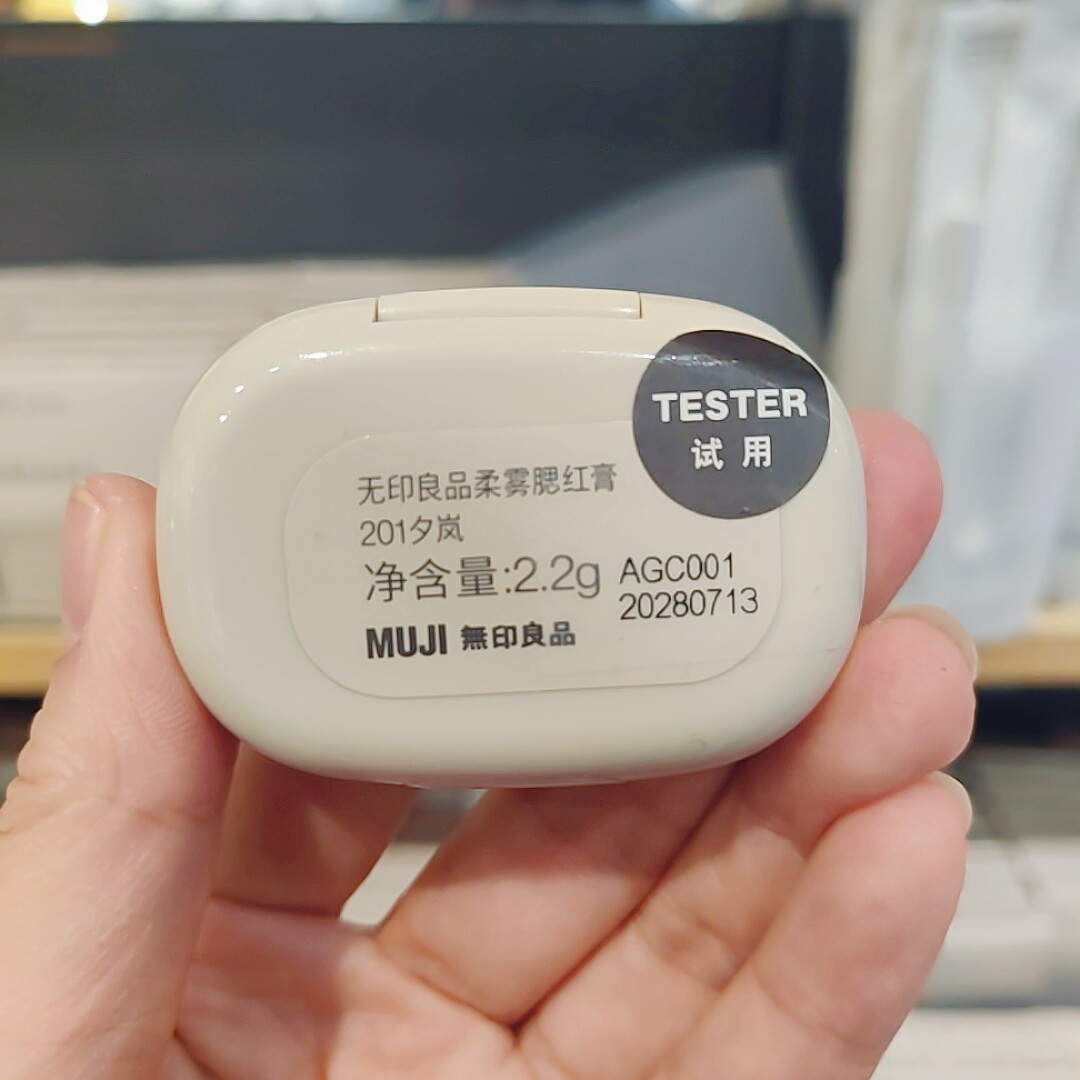 TESTER
试用
无印良品柔雾腮红膏
201夕岚
净含量:2.2g
AGC001
20280713
MUJI 無印良品